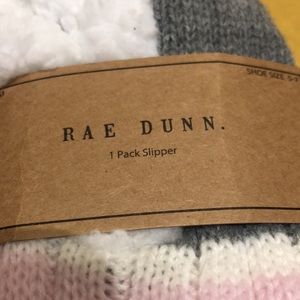 SHOE SIZE
RAE DUNN.
1 Pack Slipper